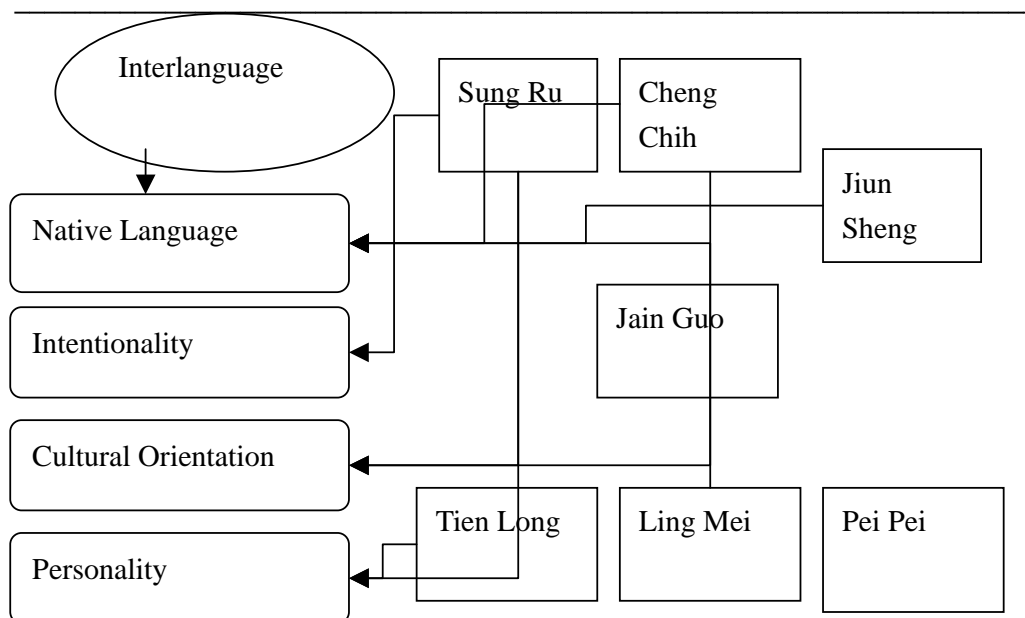 Interlanguage
Sung Ru
Cheng
Chih
Jiun
Sheng
Native Language
Jain Guo
Intentionality
Cultural Orientation
Tien Long
Ling Mei
Pei Pei
Personality